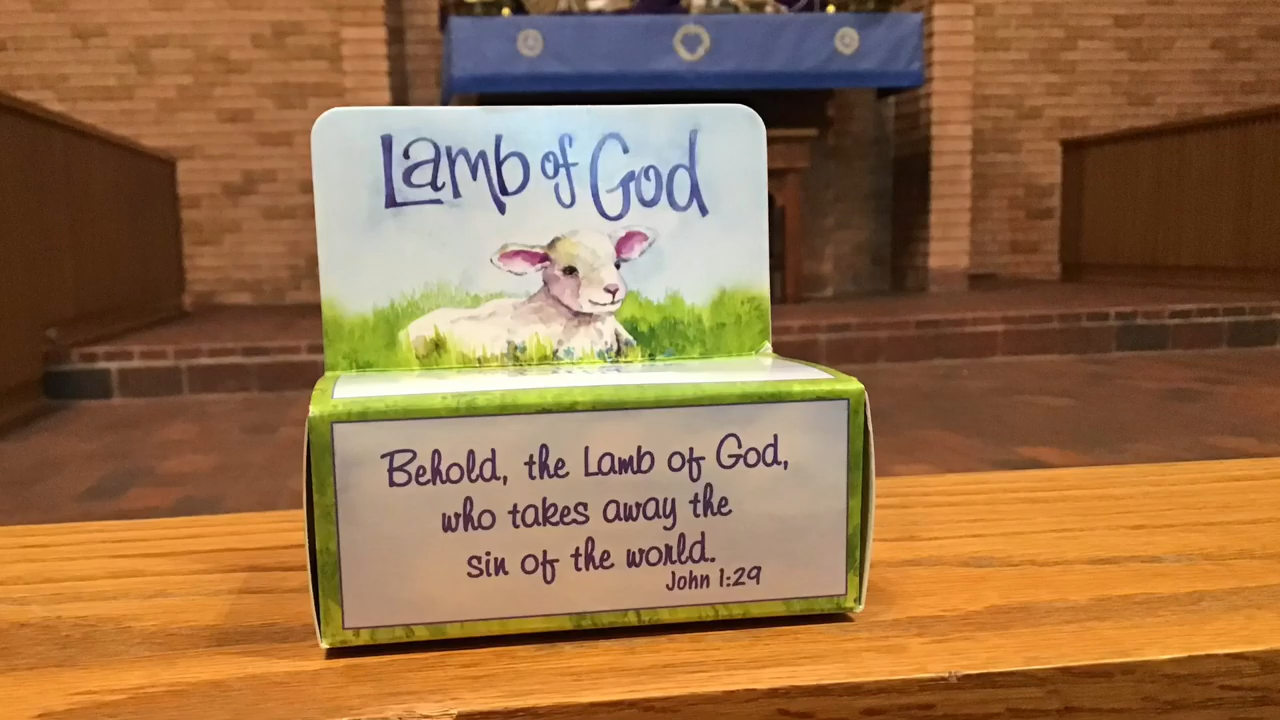 Lamb of God
Behold, the Lamb of God,
who takes away the
sin of the world.
John 1:29